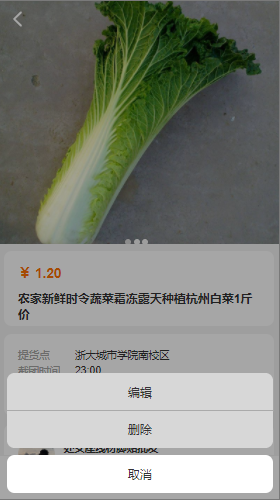 ¥ 1.20
农家新鲜时令蔬菜霜冻露天种植杭州白菜1斤
价
提货点 浙大城市学院南校区
截团时间 23:00
编辑
删除
取消